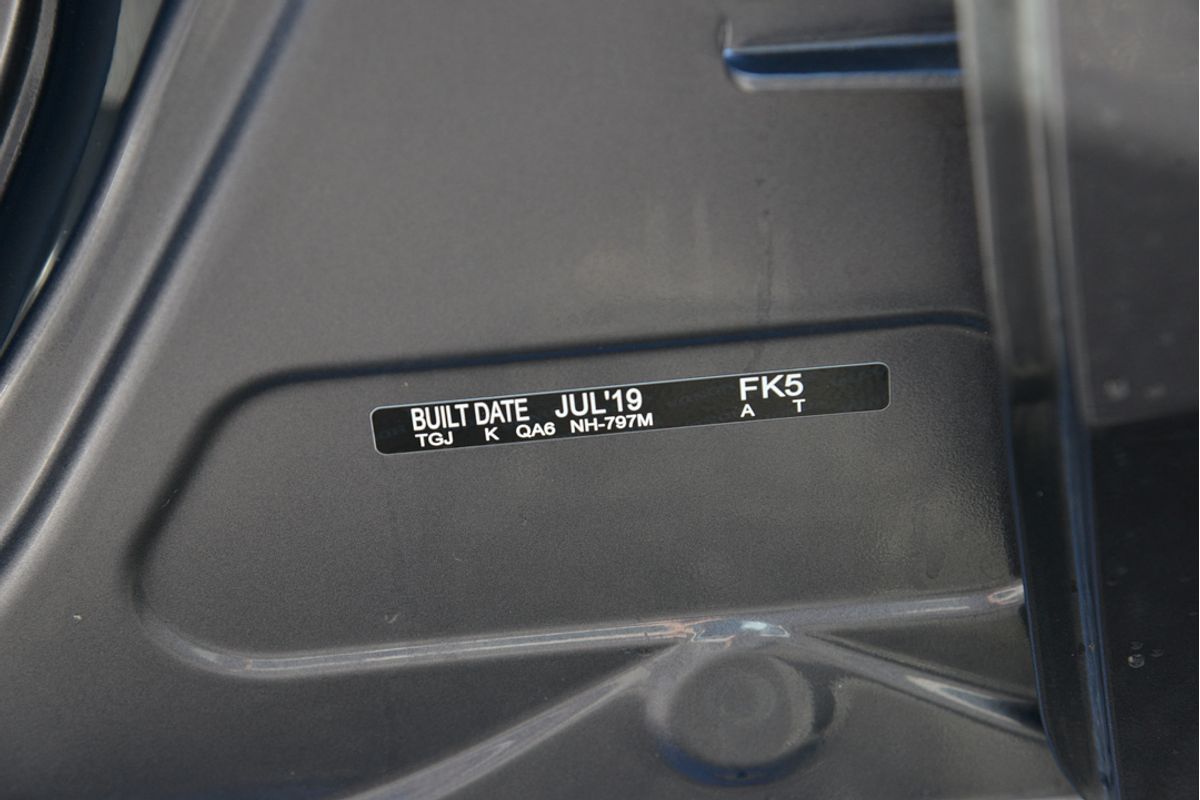 BUILT DATE JUL'19 FK5
TGJ K QA6 NH-797M A T